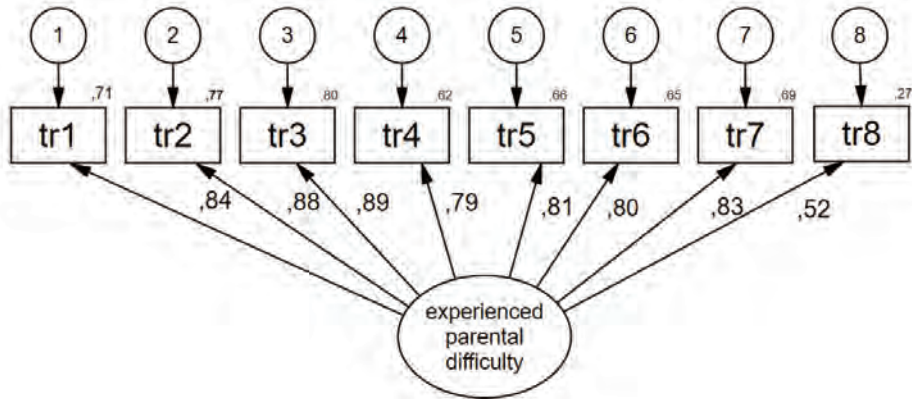 1 2 3 4 5 6 7 8
,71 ,77 ,80 ,62 ,66 ,65 ,69 ,27
tr1 tr2 tr3 tr4 tr5 tr6 tr7 tr8
,84 ,88 ,89 ,79 ,81 ,80 ,83 ,52
experienced
parental
difficulty